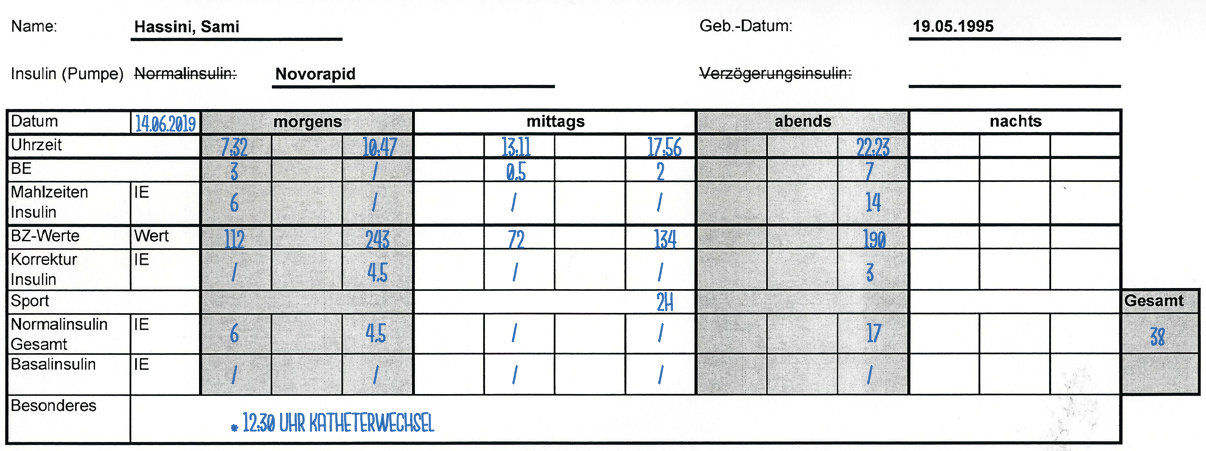 Name: Hassini, Sami Geb.-Datum: 19.05.1995
Insulin (Pumpe) Normalinsulin: Novorapid Verzögerungsinsulin:
Datum 14.06.2019 morgens mittags abends nachts
Uhrzeit 7:32 10:47 13:11 17:56 22:23
BE 3 / 0,5 2 7
Mahlzeiten IE
Insulin 6 / / / 14
BZ-Werte Wert 112 243 72 134 190
Korrektur IE
Insulin / 4,5 / / 3
Sport 2H Gesamt
Normalinsulin IE
Gesamt 6 4,5 / / 17 38
Basalinsulin IE / / / / /
Besonderes
* 12:30 UHR KATHETERWECHSEL